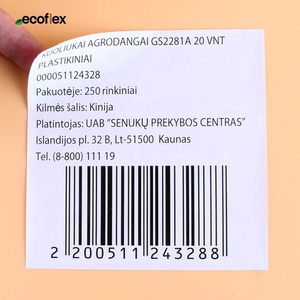 ecoflex
KUOLIUKAI AGRODANGAI GS2281A 20 VNT
PLASTIKINIAI
000051124328
Pakuotėje: 250 rinkiniai
Kilmės šalis: Kinija
Platintojas: UAB "SENUKŲ PREKYBOS CENTRAS"
Islandijos pl. 32 B, Lt-51500 Kaunas
Tel. (8-800) 111 19
2 200511 243288